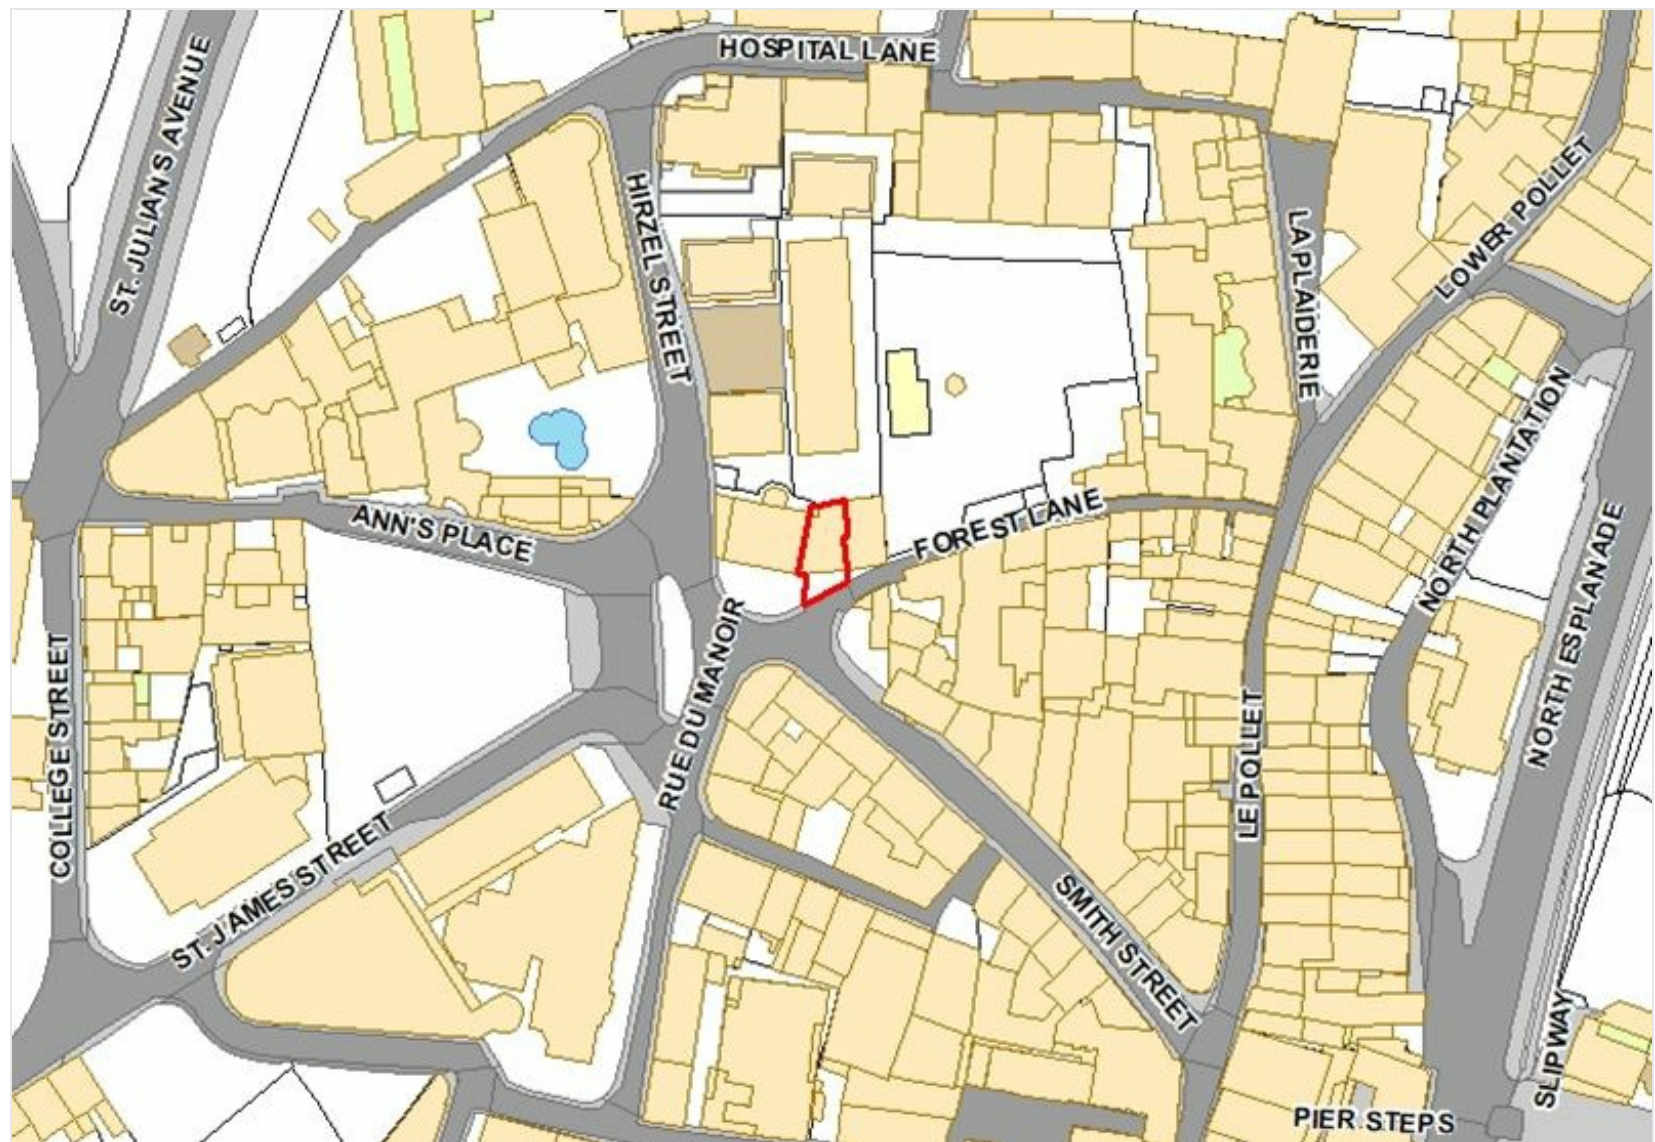 HOSPITAL LANE
ST. JULIANS AVENUE
HIRZEL STREET
LA PLAIDERIE
LOWER POLLET
ANN'S PLACE
FOREST LANE
NORTH PLANTATION
NORTH ESPLANADE
COLLEGE STREET
RUE DU MANOIR
LE POLLET
ST. JAMES STREET
SMITH STREET
SLIPWAY
PIER STEPS